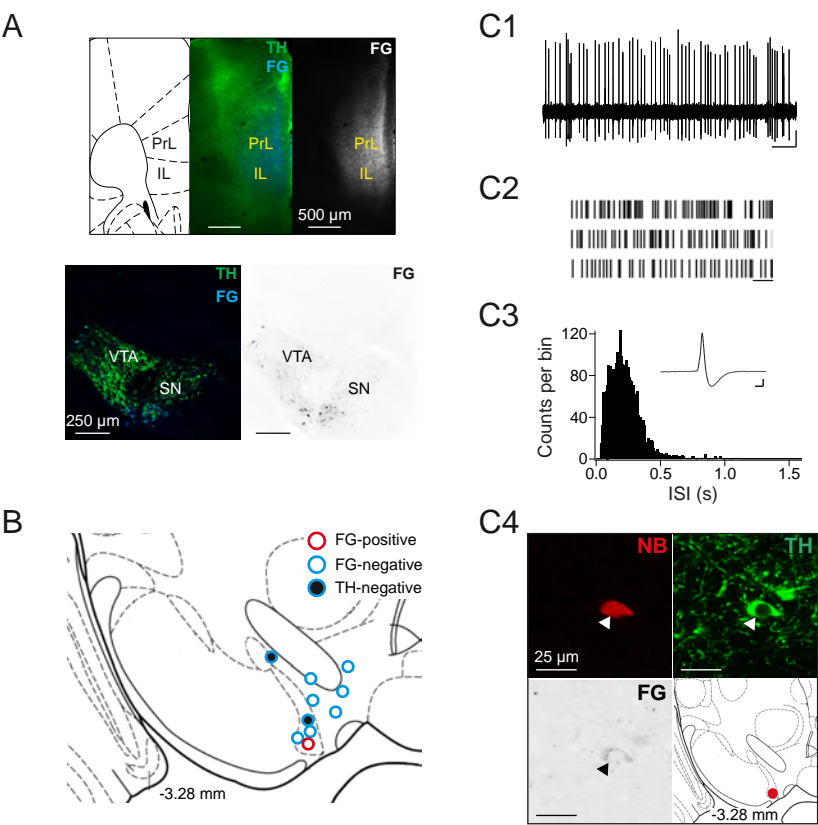 A
TH
FG
FG
PrL
IL
PrL
IL
PrL
IL
500 µm
TH
FG
FG
VTA
SN
VTA
SN
250 µm
B
FG-positive
FG-negative
TH-negative
-3.28 mm
C1
C2
C3
Counts per bin
120
80
40
0
0.0
0.5
1.0
1.5
ISI (s)
C4
NB
TH
25 µm
FG
-3.28 mm